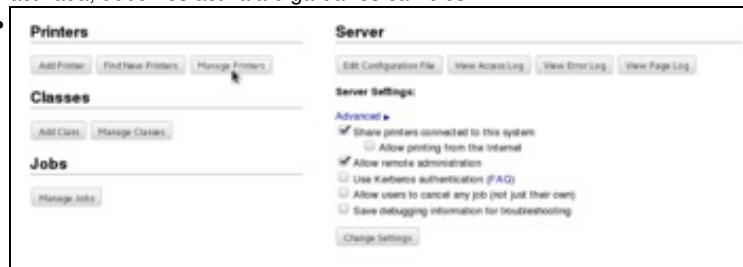 Printers
Add Printer Find New Printers Manage Printers
Classes
Add Class Manage Classes
Jobs
Manage Jobs
Server
Edit Configuration File View Access Log View Error Log View Page Log
Server Settings:
Advanced ▸
Share printers connected to this system
Allow printing from the Internet
Allow remote administration
Use Kerberos authentication (FAQ)
Allow users to cancel any job (not just their own)
Save debugging information for troubleshooting
Change Settings